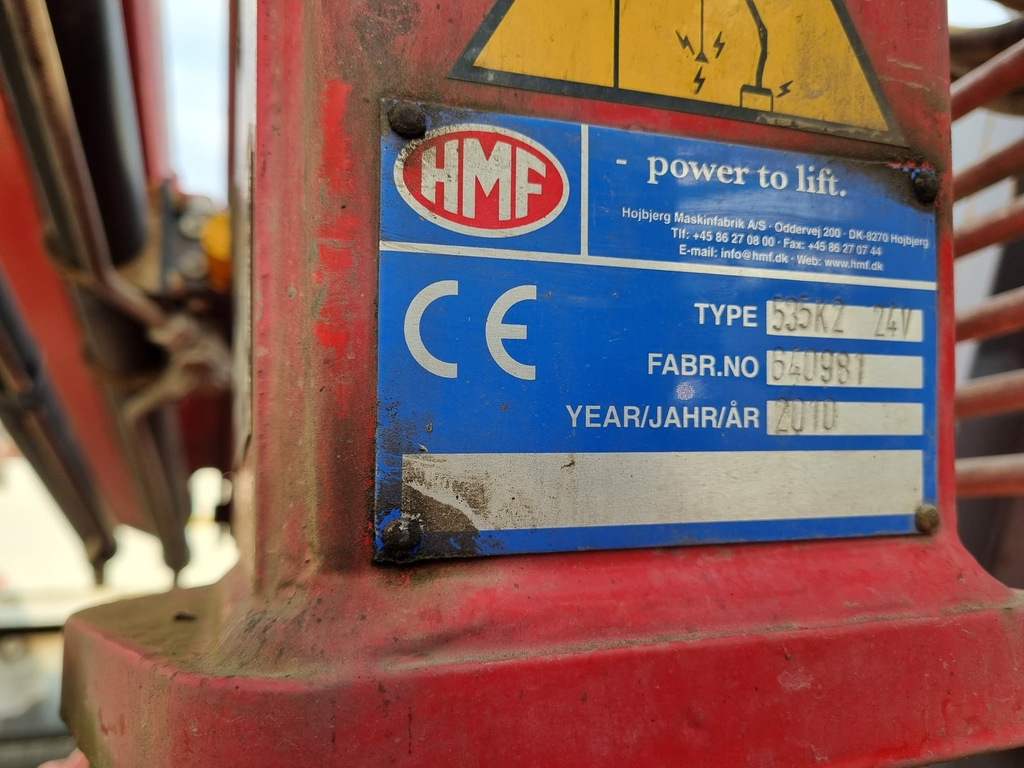 HMF
- power to lift.
Hojbjerg Maskinfabrik A/S · Oddervej 200 · DK-8270 Hojbjerg
Tlf: +45 86 27 08 00 · Fax: +45 86 27 07 44
E-mail: info@hmf.dk · Web: www.hmf.dk
CE
TYPE 535K2 24V
FABR.NO 640981
YEAR/JAHR/ÅR 2010